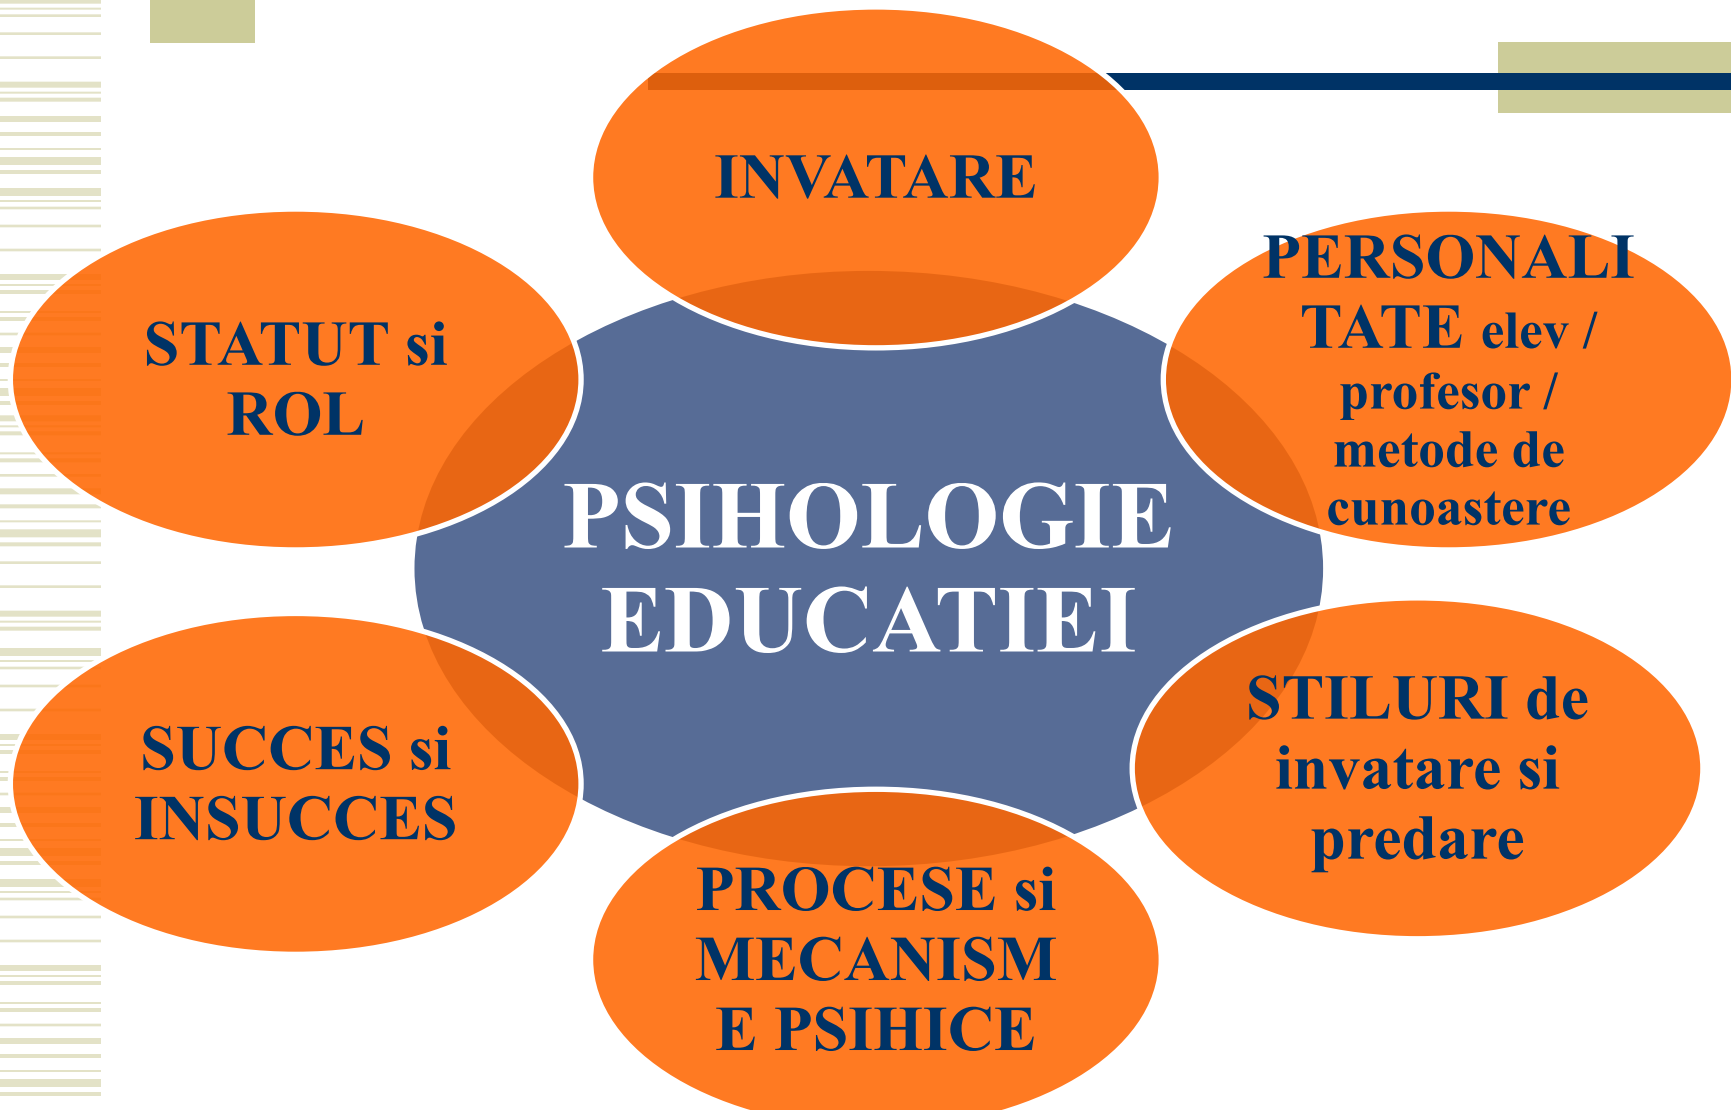 INVATARE
PERSONALI
TATE elev /
profesor /
metode de
cunoastere
STATUT si
ROL
PSIHOLOGIE
EDUCATIEI
STILURI de
invatare si
predare
SUCCES si
INSUCCES
PROCESE si
MECANISM
E PSIHICE